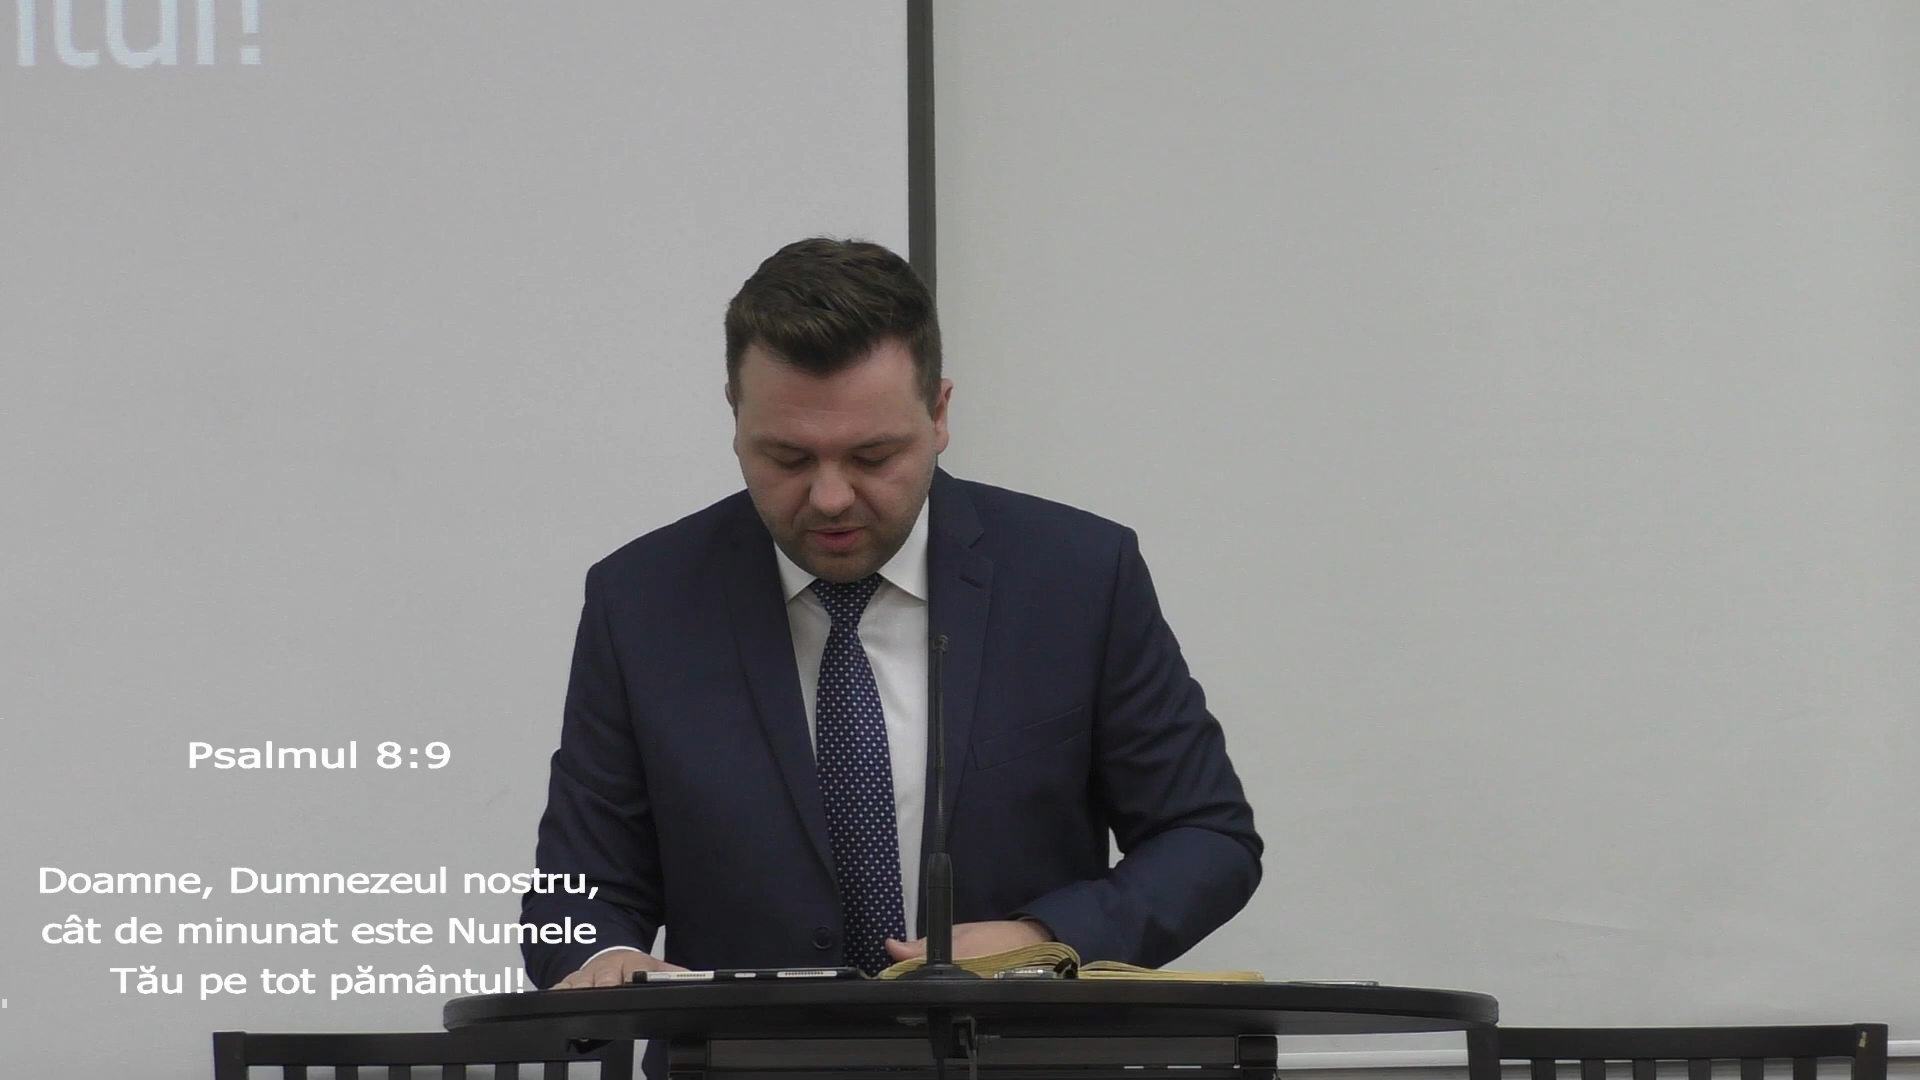 Psalmul 8:9
Doamne, Dumnezeul nostru,
cât de minunat este Numele
Tău pe tot pământul!